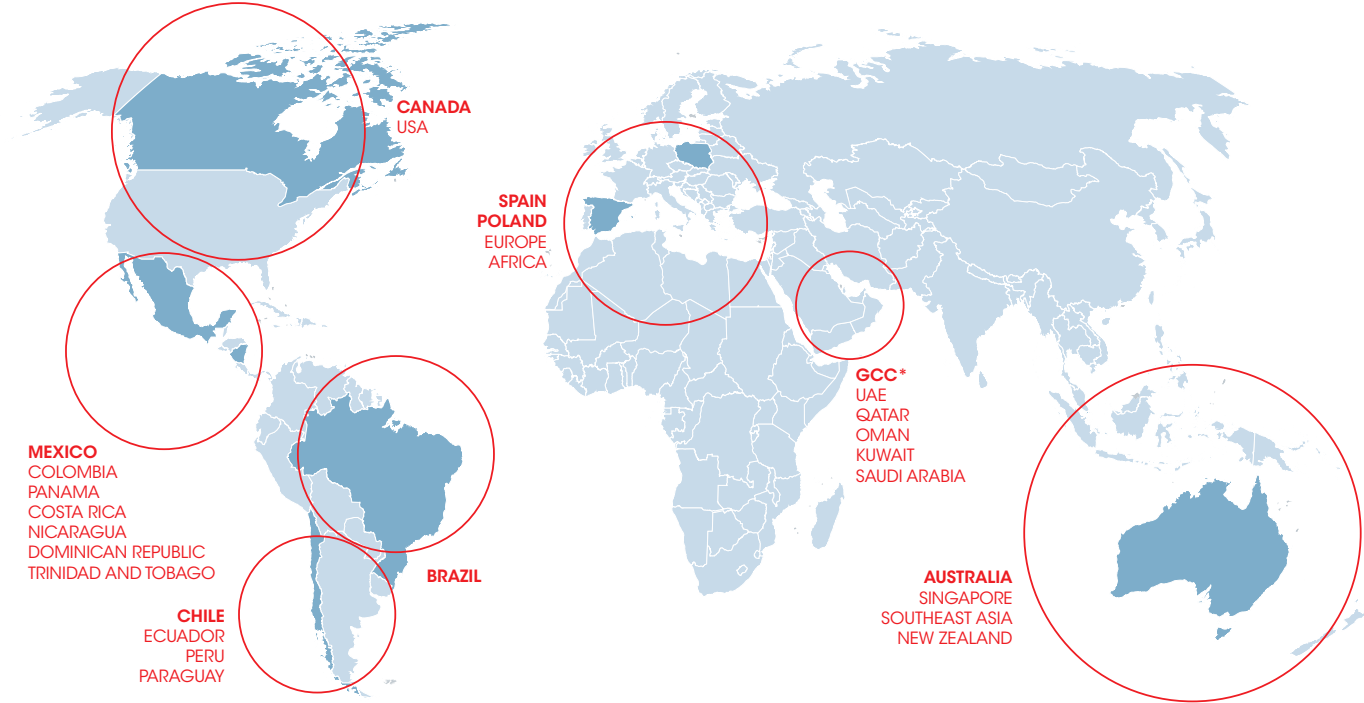 CANADA
USA
SPAIN
POLAND
EUROPE
AFRICA
GCC*
UAE
QATAR
OMAN
KUWAIT
SAUDI ARABIA
MEXICO
COLOMBIA
PANAMA
COSTA RICA
NICARAGUA
DOMINICAN REPUBLIC
TRINIDAD AND TOBAGO
BRAZIL
CHILE
ECUADOR
PERU
PARAGUAY
AUSTRALIA
SINGAPORE
SOUTHEAST ASIA
NEW ZEALAND